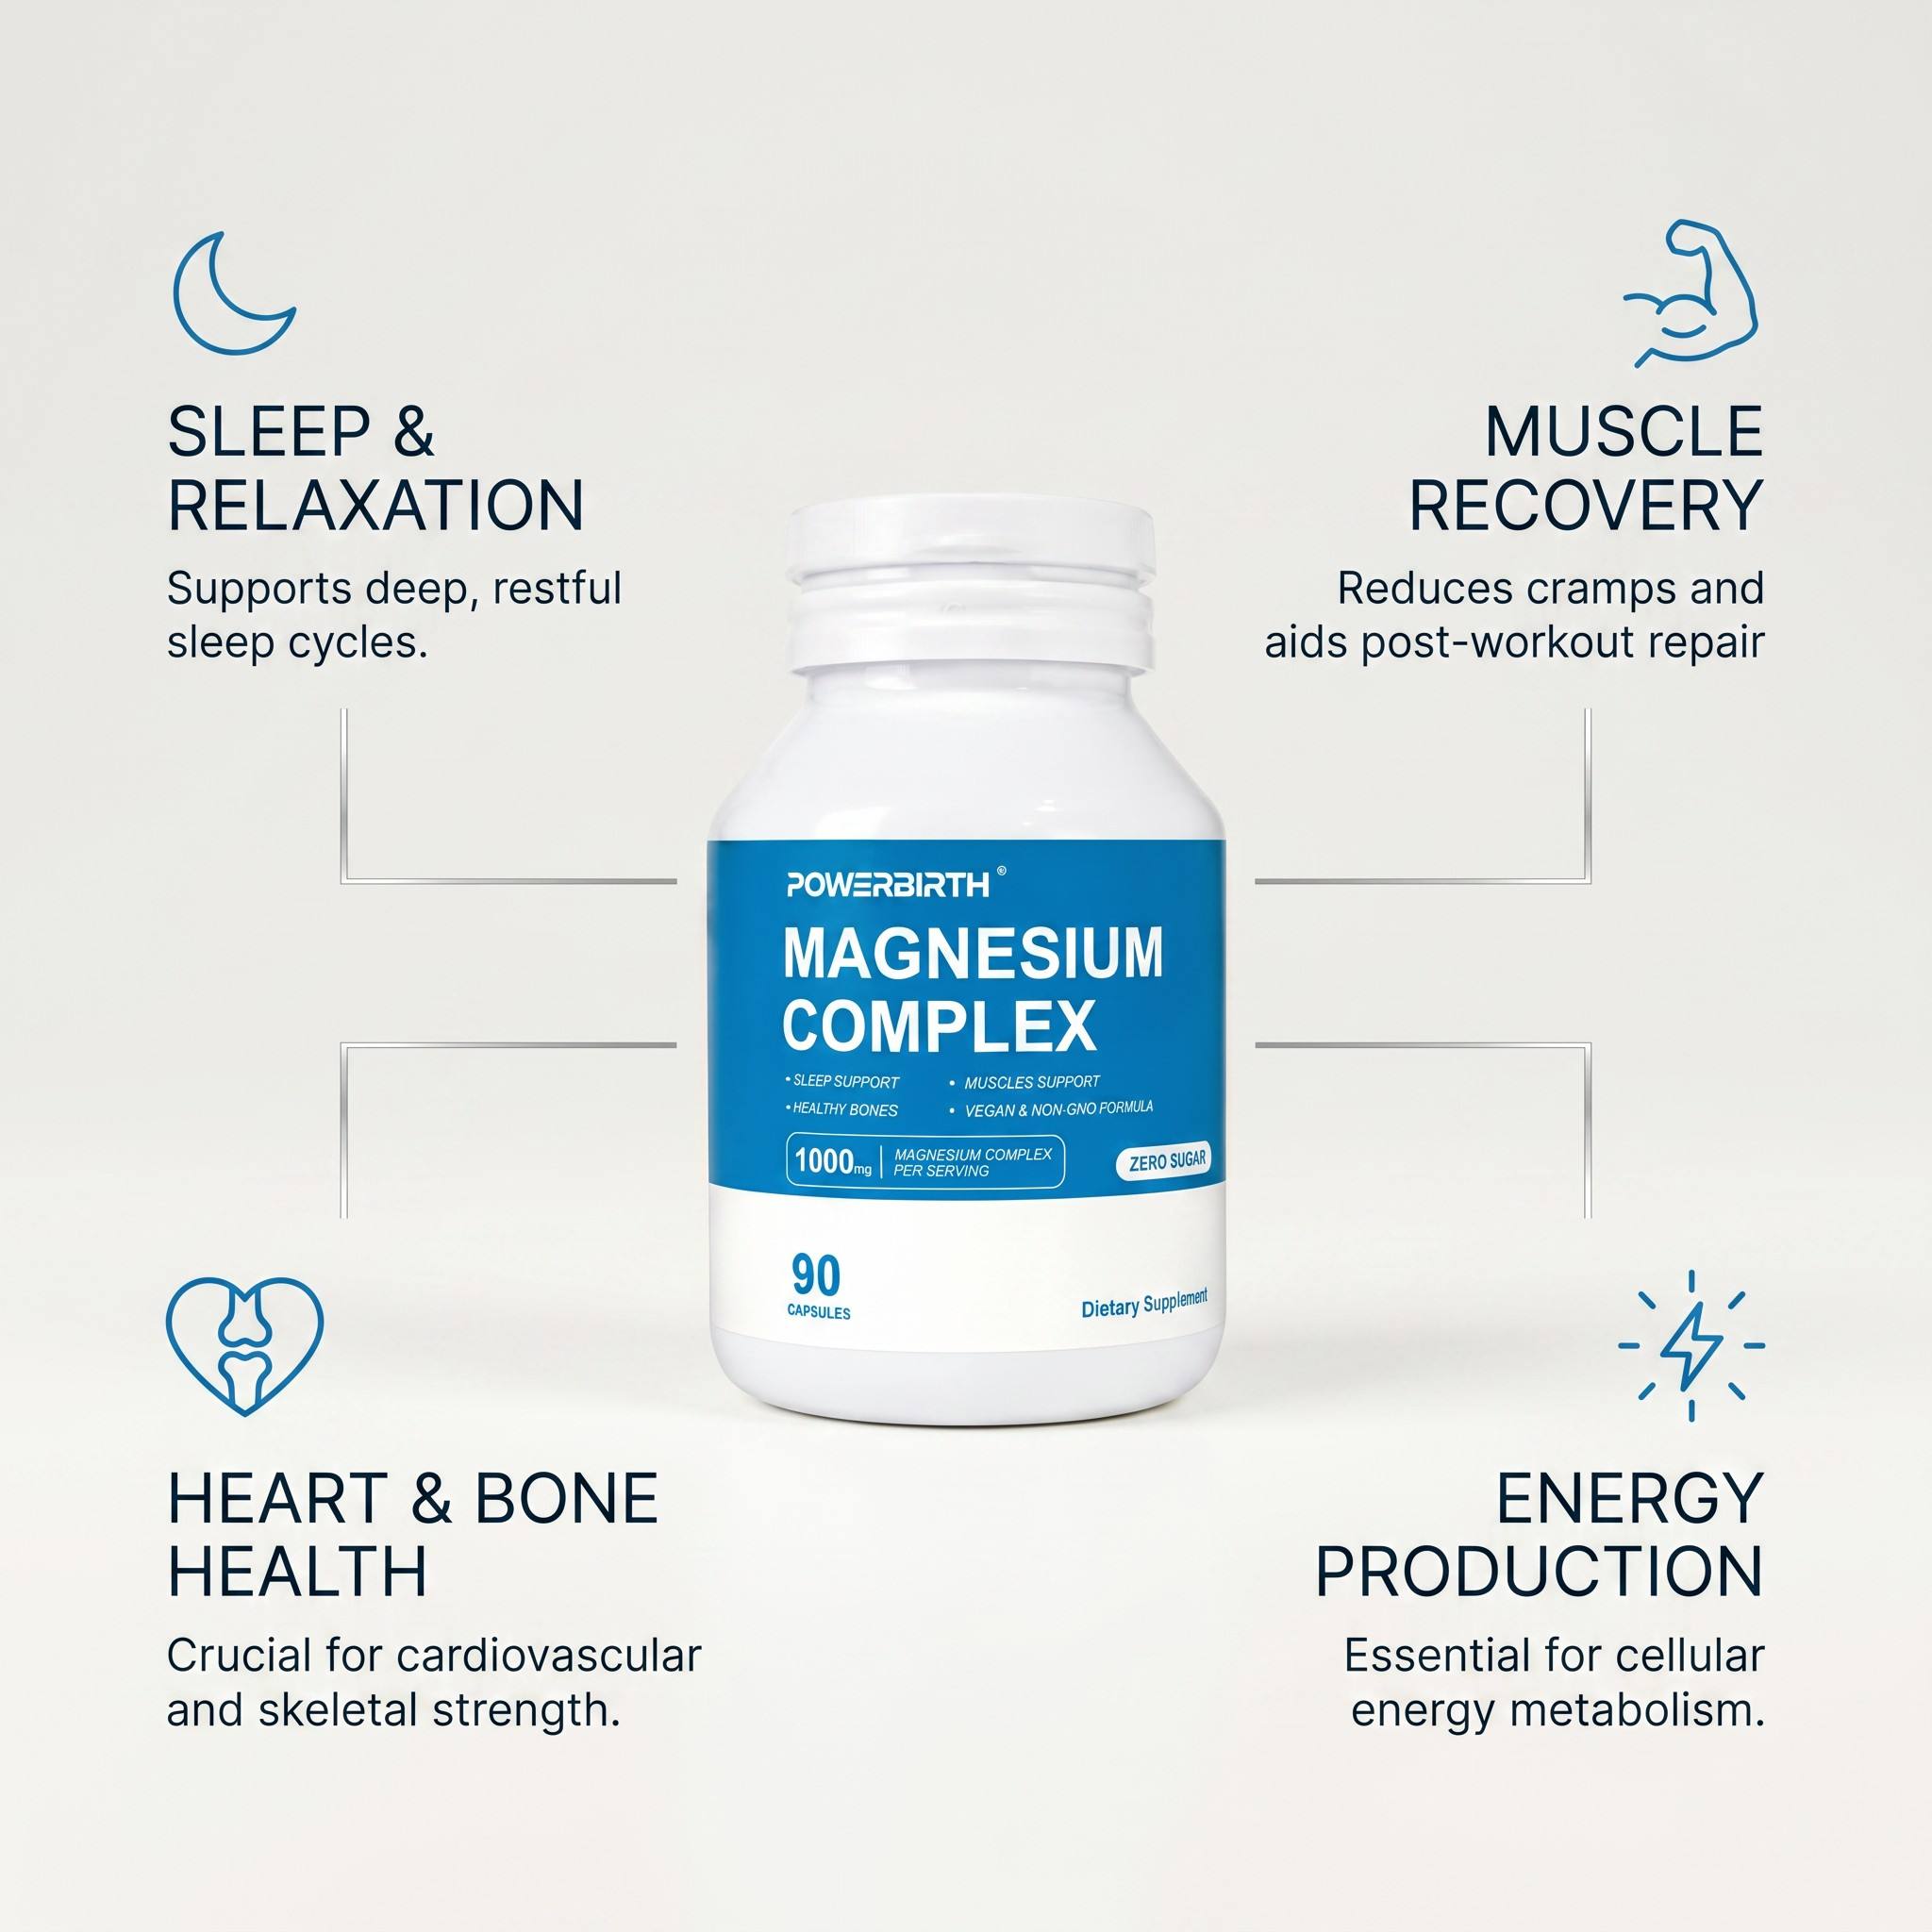 SLEEP &
RELAXATION
Supports deep, restful
sleep cycles.
MUSCLE
RECOVERY
Reduces cramps and
aids post-workout repair
POWERBIRTH ®
MAGNESIUM
COMPLEX
• SLEEP SUPPORT • MUSCLES SUPPORT
• HEALTHY BONES • VEGAN & NON-GNO FORMULA
1000mg MAGNESIUM COMPLEX
PER SERVING
ZERO SUGAR
90
CAPSULES
Dietary Supplement
HEART & BONE
HEALTH
Crucial for cardiovascular
and skeletal strength.
ENERGY
PRODUCTION
Essential for cellular
energy metabolism.